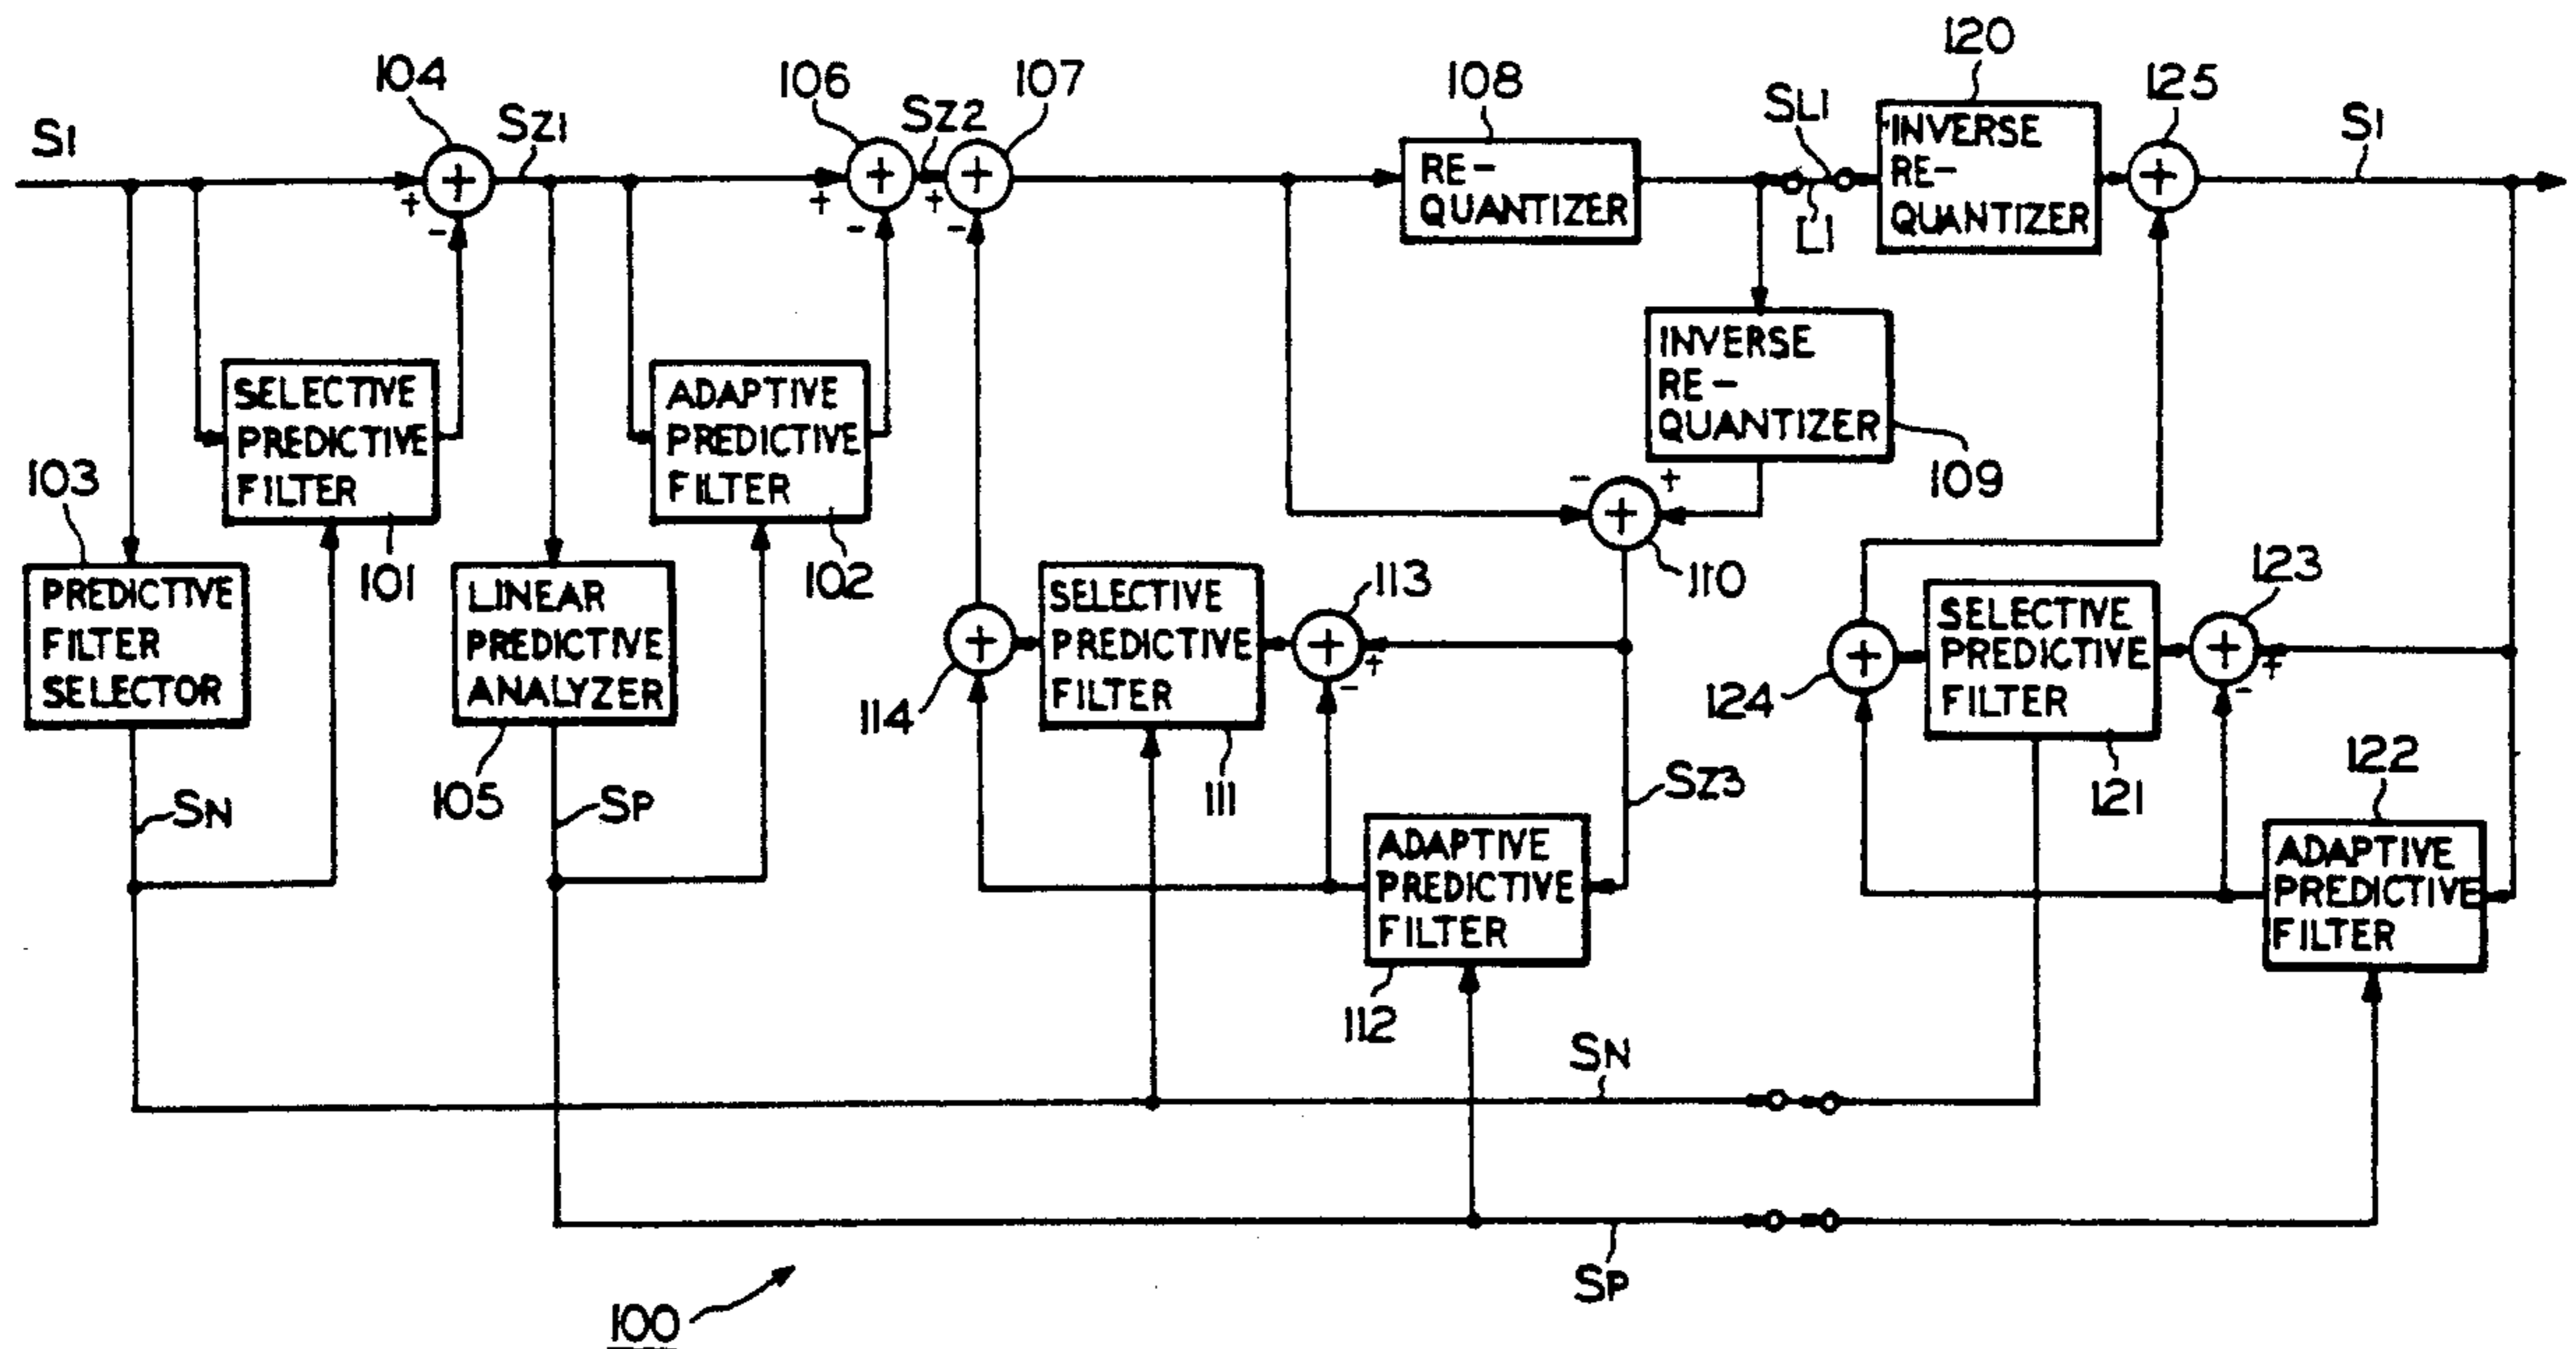 120
104
106
107
108
125
SZ1
SZ2
SL1
S1
S1
INVERSE
RE-
QUANTIZER
RE-
QUANTIZER
L1
+
+
+
+
+
+
-
+
-
+
-
INVERSE
RE-
QUANTIZER
109
SELECTIVE
PREDICTIVE
FILTER
101
ADAPTIVE
PREDICTIVE
FILTER
102
103
PREDICTIVE
FILTER
SELECTOR
LINEAR
PREDICTIVE
ANALYZER
105
-
+
+
110
+
114
SELECTIVE
PREDICTIVE
FILTER
111
+
113
+
-
+
124
SELECTIVE
PREDICTIVE
FILTER
121
+
123
+
-
122
SN
SP
SZ3
ADAPTIVE
PREDICTIVE
FILTER
112
ADAPTIVE
PREDICTIVE
FILTER
SN
SP
100